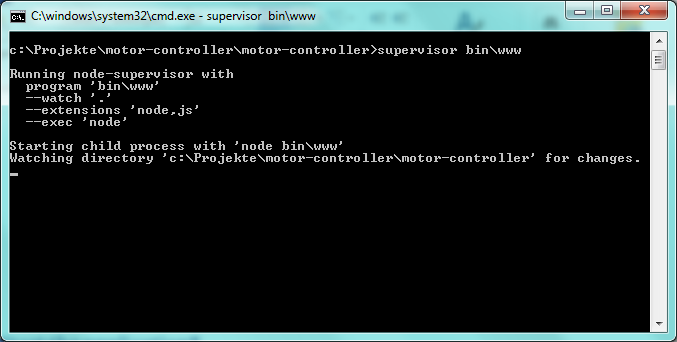 C:\windows\system32\cmd.exe - supervisor bin\www
c:\Projekte\motor-controller\motor-controller>supervisor bin\www
Running node-supervisor with
program 'bin\www'
--watch '.'
--extensions 'node,js'
--exec 'node'
Starting child process with 'node bin\www'
Watching directory 'c:\Projekte\motor-controller\motor-controller' for changes.